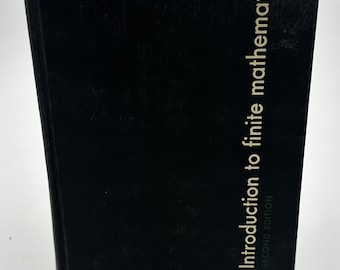 Introduction to finite mathema
SECOND EDITION